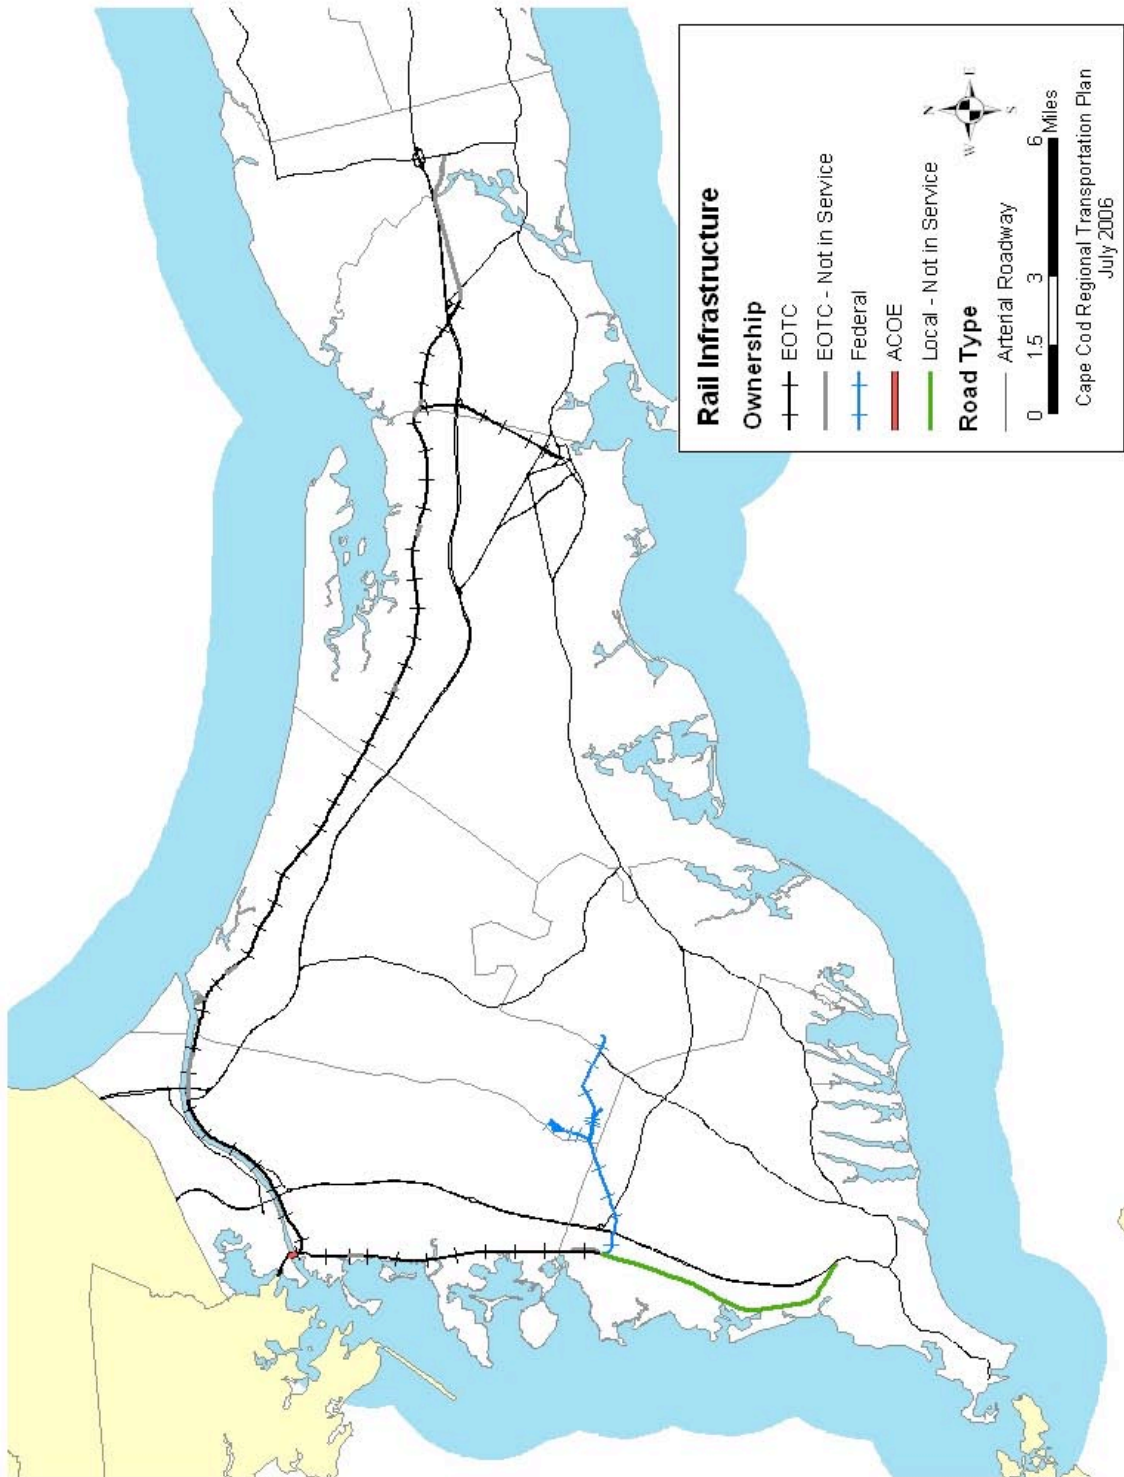 Rail Infrastructure
Ownership
EOTC
EOTC - Not in Service
Federal
ACOE
Local - Not in Service
Road Type
Arterial Roadway
0 1.5 3 6 Miles
N
W E
S
Cape Cod Regional Transportation Plan
July 2006